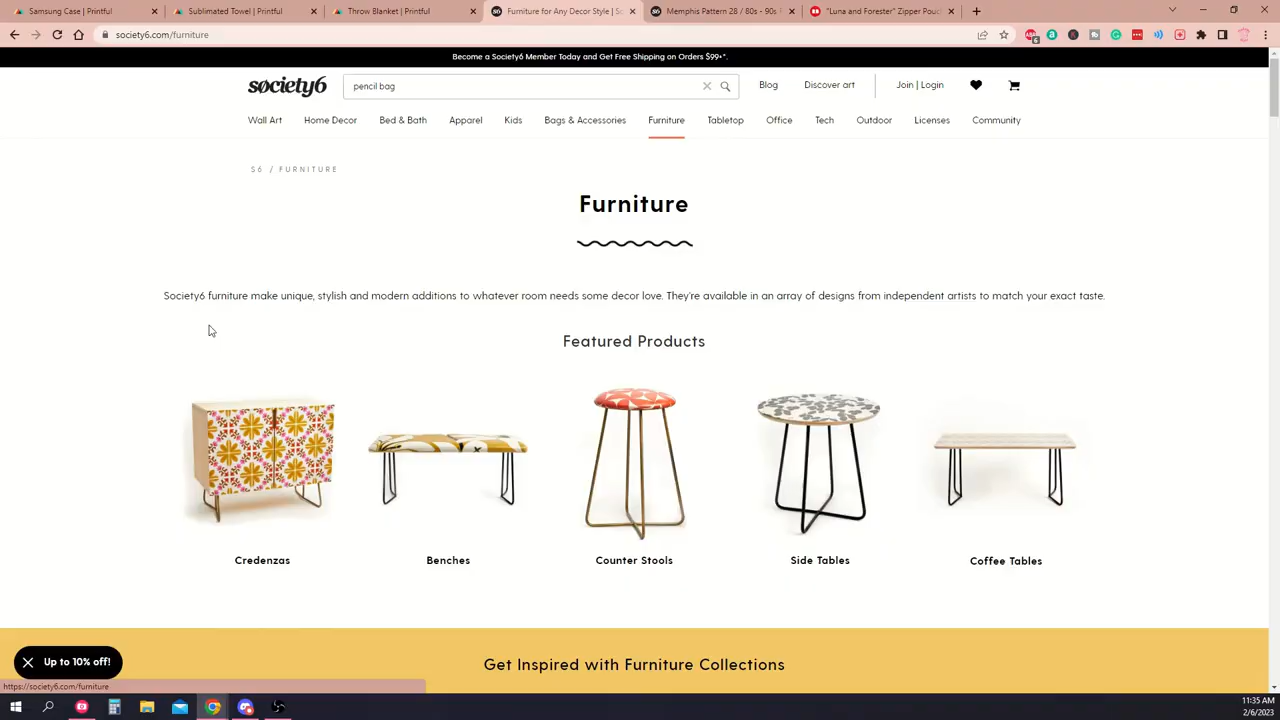 Samsung Case | Printful
Sublimated Towel | Printful
Throw Blanket | Printful
Furniture for Any Decor Style | S
Memphis Pattern 28 / 80s - 90s
"Luna and Forester" Zipper Pouc
society6.com/furniture
Become a Society6 Member Today and Get Free Shipping on Orders $99+*.
society6
pencil bag
Blog
Discover art
Join | Login
Wall Art
Home Decor
Bed & Bath
Apparel
Kids
Bags & Accessories
Furniture
Tabletop
Office
Tech
Outdoor
Licenses
Community
S6 / FURNITURE
Furniture
Society6 furniture make unique, stylish and modern additions to whatever room needs some decor love. They're available in an array of designs from independent artists to match your exact taste.
Featured Products
Credenzas
Benches
Counter Stools
Side Tables
Coffee Tables
Get Inspired with Furniture Collections
Up to 10% off!
https://society6.com/furniture
11:35 AM
2/6/2023